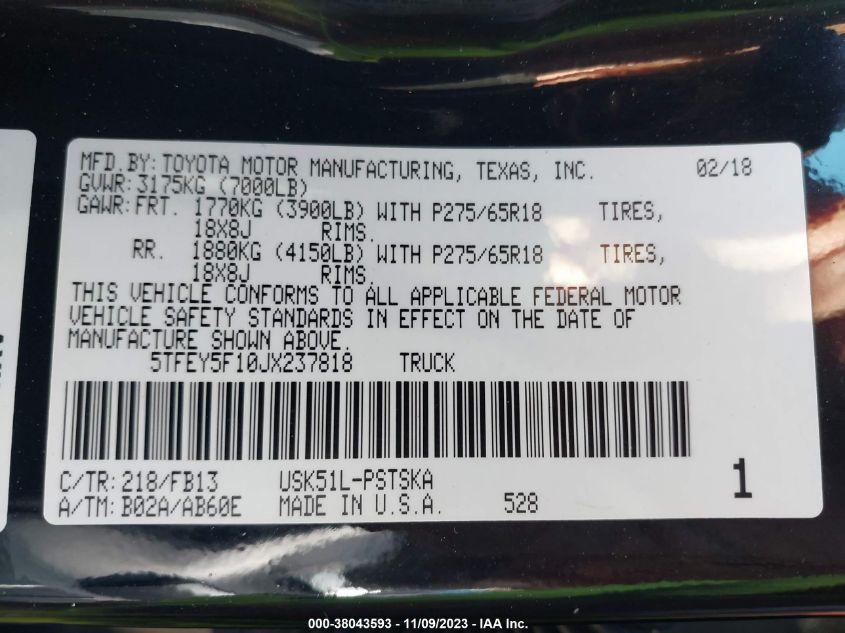 MFD.BY: TOYOTA MOTOR MANUFACTURING, TEXAS, INC. 02/18
GVWR: 3175KG (7000LB)
GAWR: FRT. 1770KG (3900LB) WITH P275/65R18 TIRES,
18X8J RIMS.
RR. 1880KG (4150LB) WITH P275/65R18 TIRES,
18X8J RIMS.
THIS VEHICLE CONFORMS TO ALL APPLICABLE FEDERAL MOTOR
VEHICLE SAFETY STANDARDS IN EFFECT ON THE DATE OF
MANUFACTURE SHOWN ABOVE.
5TFEY5F10JX237818 TRUCK
C/TR: 218/FB13 USK51L-PSTSKA
A/TM: B02A/AB60E MADE IN U.S.A. 528
1
000-38043593 - 11/09/2023 - IAA Inc.